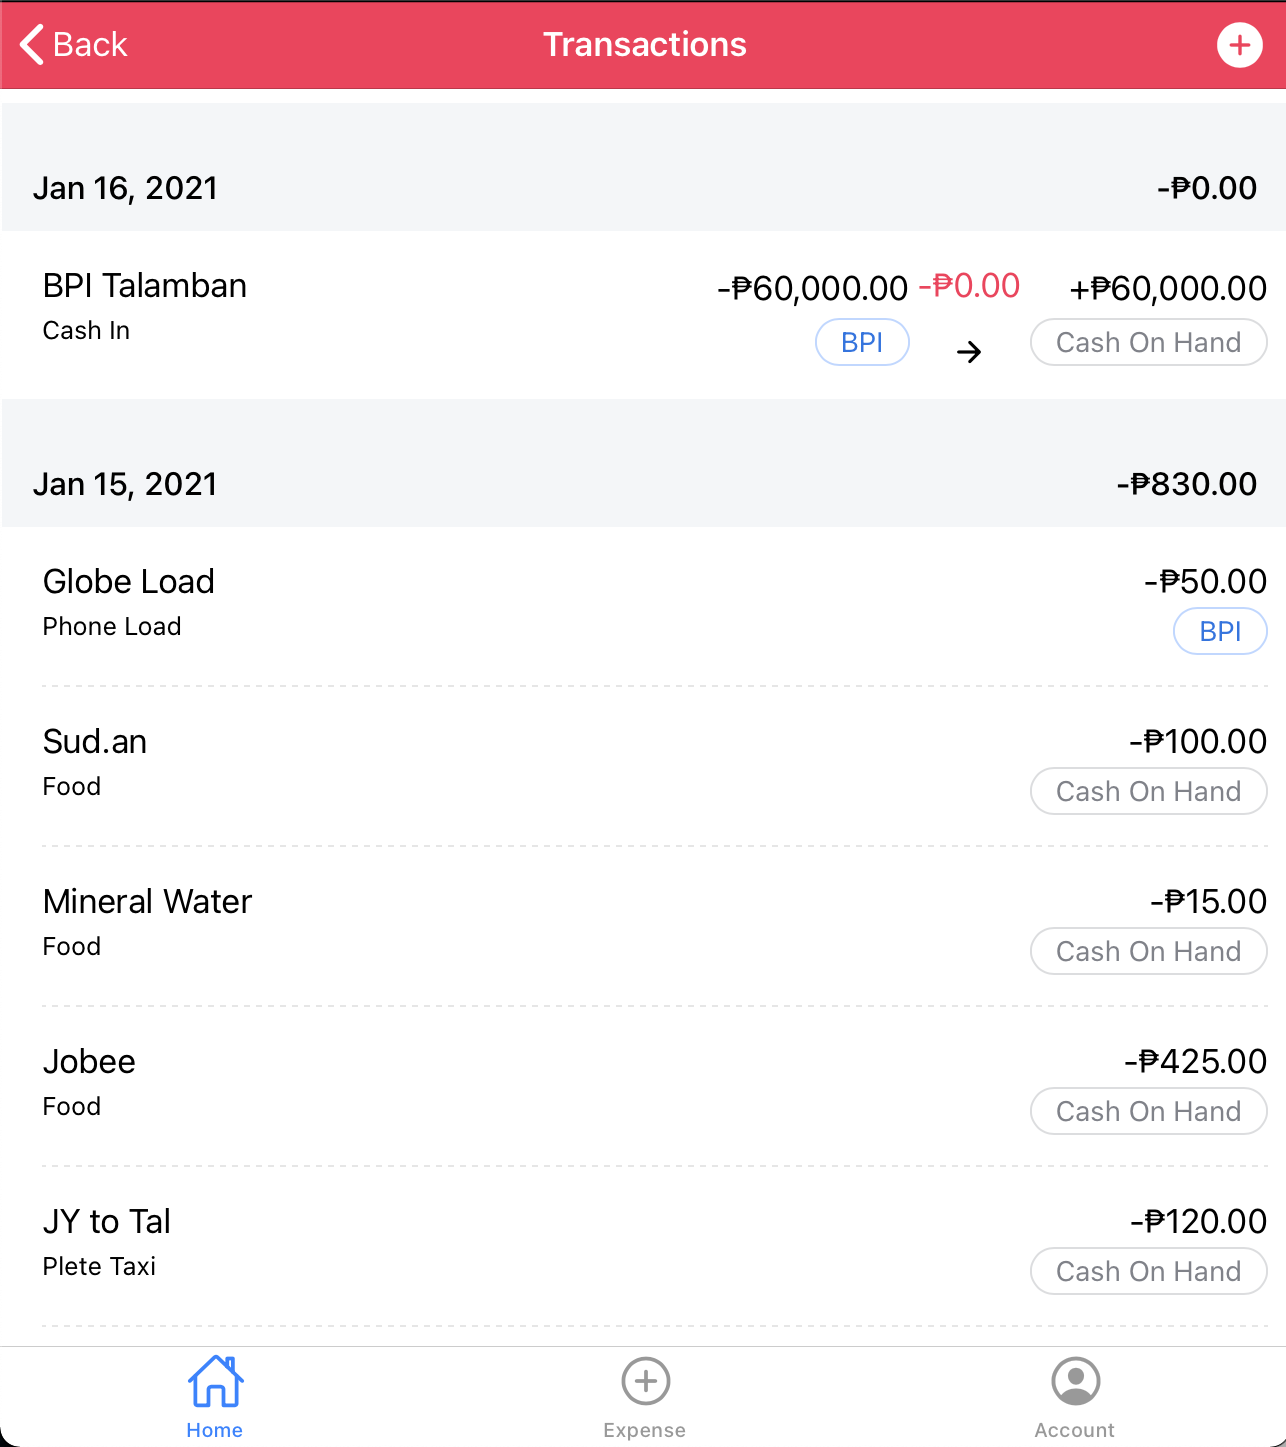 Back
Transactions
Jan 16, 2021 -₱0.00
BPI Talamban -₱60,000.00 -₱0.00 +₱60,000.00
Cash In BPI → Cash On Hand
Jan 15, 2021 -₱830.00
Globe Load -₱50.00
Phone Load BPI
Sud.an -₱100.00
Food Cash On Hand
Mineral Water -₱15.00
Food Cash On Hand
Jobee -₱425.00
Food Cash On Hand
JY to Tal -₱120.00
Plete Taxi Cash On Hand
Home Expense Account